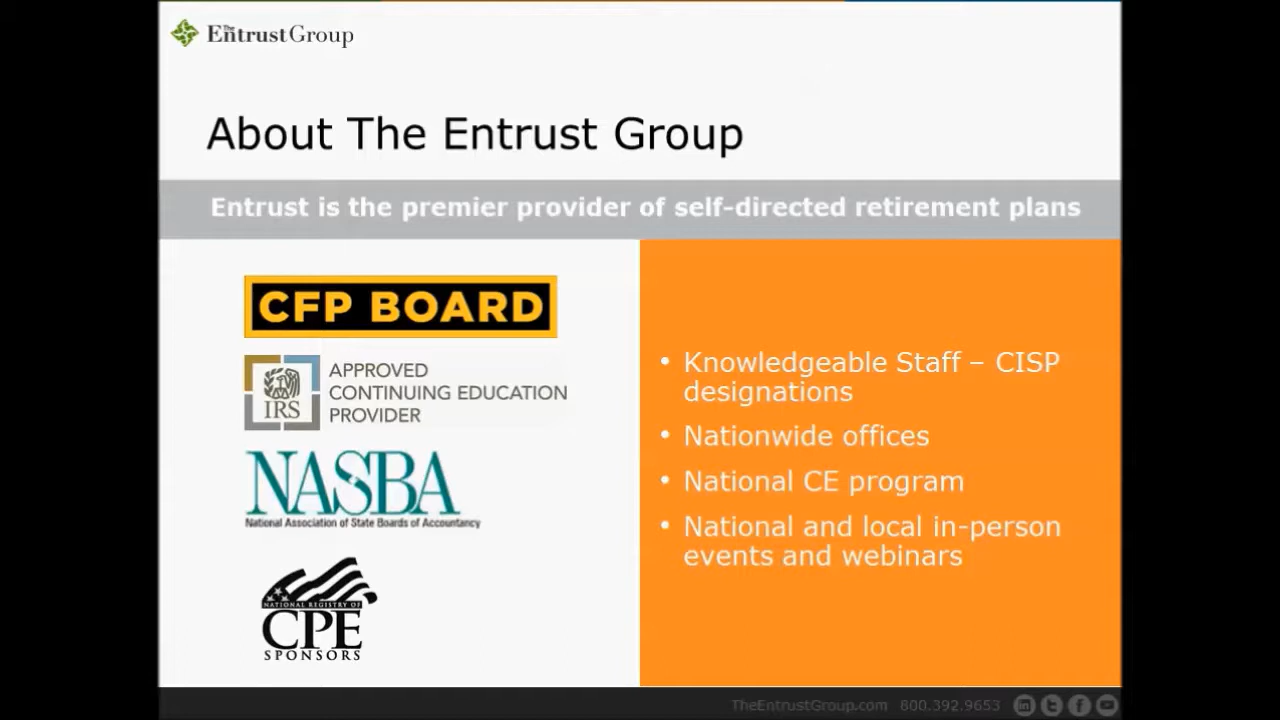 The EntrustGroup
About The Entrust Group
Entrust is the premier provider of self-directed retirement plans
CFP BOARD
IRS
APPROVED
CONTINUING EDUCATION
PROVIDER
NASBA
National Association of State Boards of Accountancy
NATIONAL REGISTRY OF
CPE
SPONSORS
• Knowledgeable Staff – CISP
designations
• Nationwide offices
• National CE program
• National and local in-person
events and webinars
TheEntrustGroup.com 800.392.9653